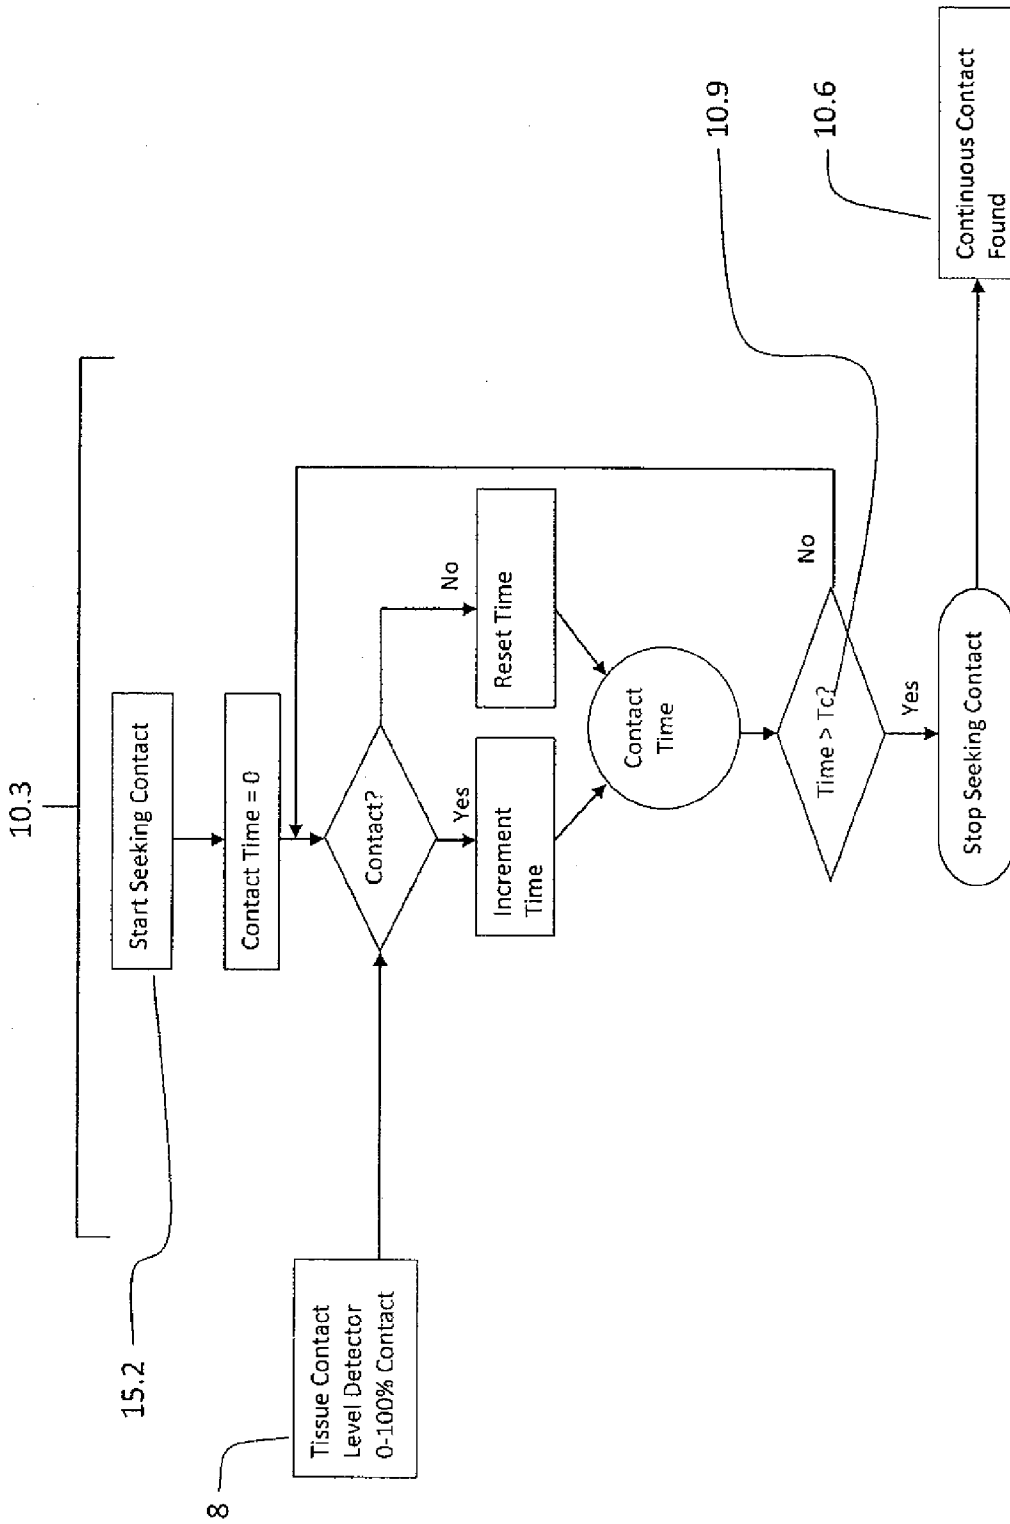 10.3
15.2
Start Seeking Contact
Contact Time = 0
8
Tissue Contact
Level Detector
0-100% Contact
Contact?
Yes
No
Increment
Time
Reset Time
Contact
Time
Time > Tc?
No
Yes
10.9
Stop Seeking Contact
10.6
Continuous Contact
Found